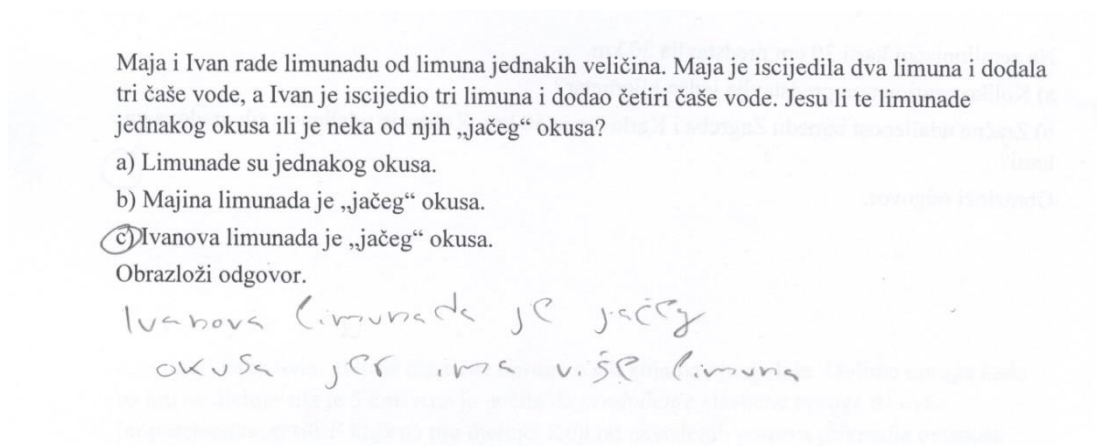 Maja i Ivan rade limunadu od limuna jednakih veličina. Maja je iscijedila dva limuna i dodala
tri čaše vode, a Ivan je iscijedio tri limuna i dodao četiri čaše vode. Jesu li te limunade
jednakog okusa ili je neka od njih „jačeg“ okusa?
a) Limunade su jednakog okusa.
b) Majina limunada je „jačeg“ okusa.
c) Ivanova limunada je „jačeg“ okusa.
Obrazloži odgovor.
Ivanova limunada je jačeg
okusa jer ima više limuna